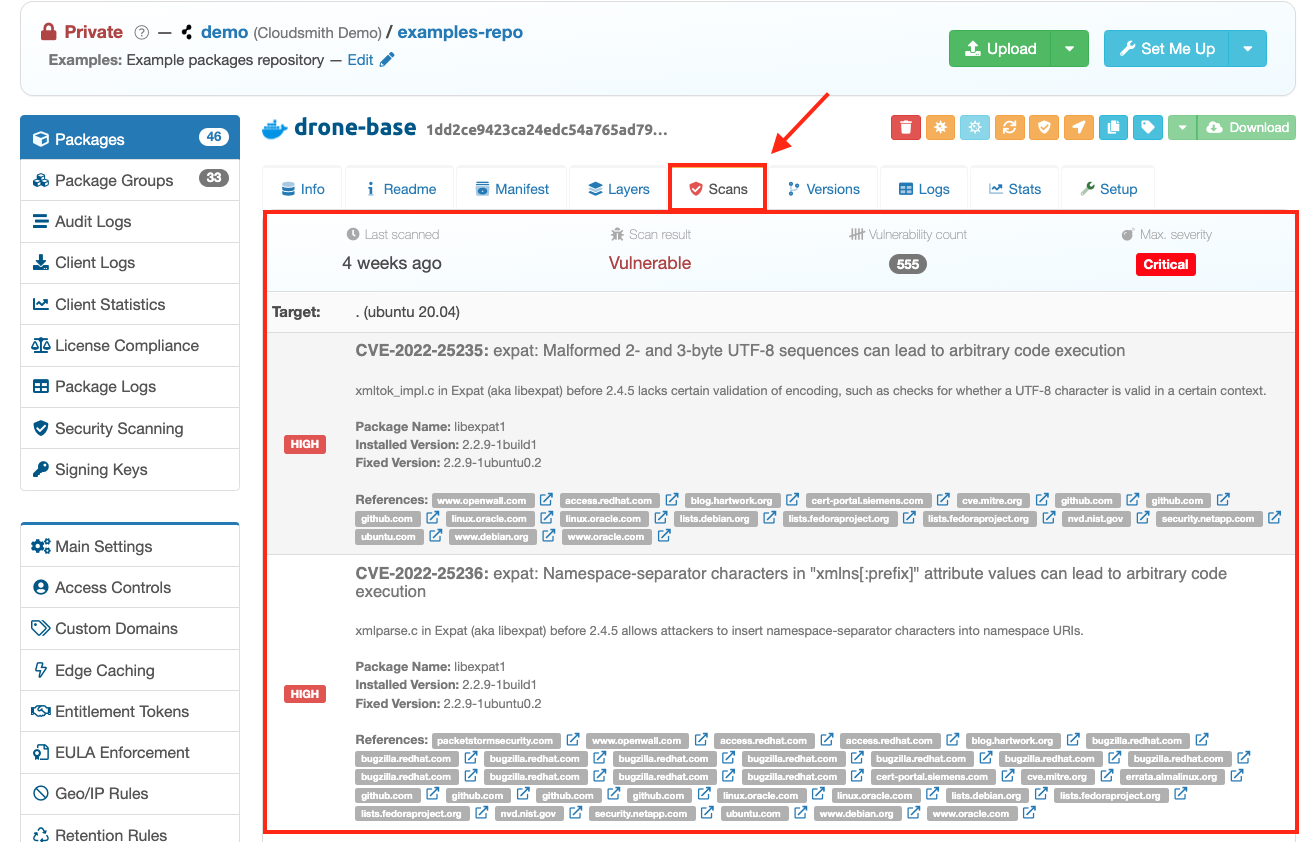 Private ? — demo (Cloudsmith Demo) / examples-repo
Examples: Example packages repository — Edit
Upload
Set Me Up
Packages 46
Package Groups 33
Audit Logs
Client Logs
Client Statistics
License Compliance
Package Logs
Security Scanning
Signing Keys
Main Settings
Access Controls
Custom Domains
Edge Caching
Entitlement Tokens
EULA Enforcement
Geo/IP Rules
Retention Rules
drone-base 1dd2ce9423ca24edc54a765ad79...
Download
Info Readme Manifest Layers Scans Versions Logs Stats Setup
Last scanned Scan result Vulnerability count Max. severity
4 weeks ago Vulnerable 555 Critical
Target: . (ubuntu 20.04)
CVE-2022-25235: expat: Malformed 2- and 3-byte UTF-8 sequences can lead to arbitrary code execution
xmltok_impl.c in Expat (aka libexpat) before 2.4.5 lacks certain validation of encoding, such as checks for whether a UTF-8 character is valid in a certain context.
Package Name: libexpat1
HIGH Installed Version: 2.2.9-1build1
Fixed Version: 2.2.9-1ubuntu0.2
References: www.openwall.com access.redhat.com blog.hartwork.org cert-portal.siemens.com cve.mitre.org github.com github.com
github.com linux.oracle.com linux.oracle.com lists.debian.org lists.fedoraproject.org lists.fedoraproject.org nvd.nist.gov security.netapp.com
ubuntu.com www.debian.org www.oracle.com
CVE-2022-25236: expat: Namespace-separator characters in "xmlns[:prefix]" attribute values can lead to arbitrary code
execution
xmlparse.c in Expat (aka libexpat) before 2.4.5 allows attackers to insert namespace-separator characters into namespace URIs.
Package Name: libexpat1
HIGH Installed Version: 2.2.9-1build1
Fixed Version: 2.2.9-1ubuntu0.2
References: packetstormsecurity.com www.openwall.com access.redhat.com access.redhat.com blog.hartwork.org bugzilla.redhat.com
bugzilla.redhat.com bugzilla.redhat.com bugzilla.redhat.com bugzilla.redhat.com bugzilla.redhat.com bugzilla.redhat.com bugzilla.redhat.com
bugzilla.redhat.com bugzilla.redhat.com bugzilla.redhat.com bugzilla.redhat.com cert-portal.siemens.com cve.mitre.org errata.almalinux.org
github.com github.com github.com github.com linux.oracle.com linux.oracle.com lists.debian.org lists.fedoraproject.org
lists.fedoraproject.org nvd.nist.gov security.netapp.com ubuntu.com www.debian.org www.oracle.com